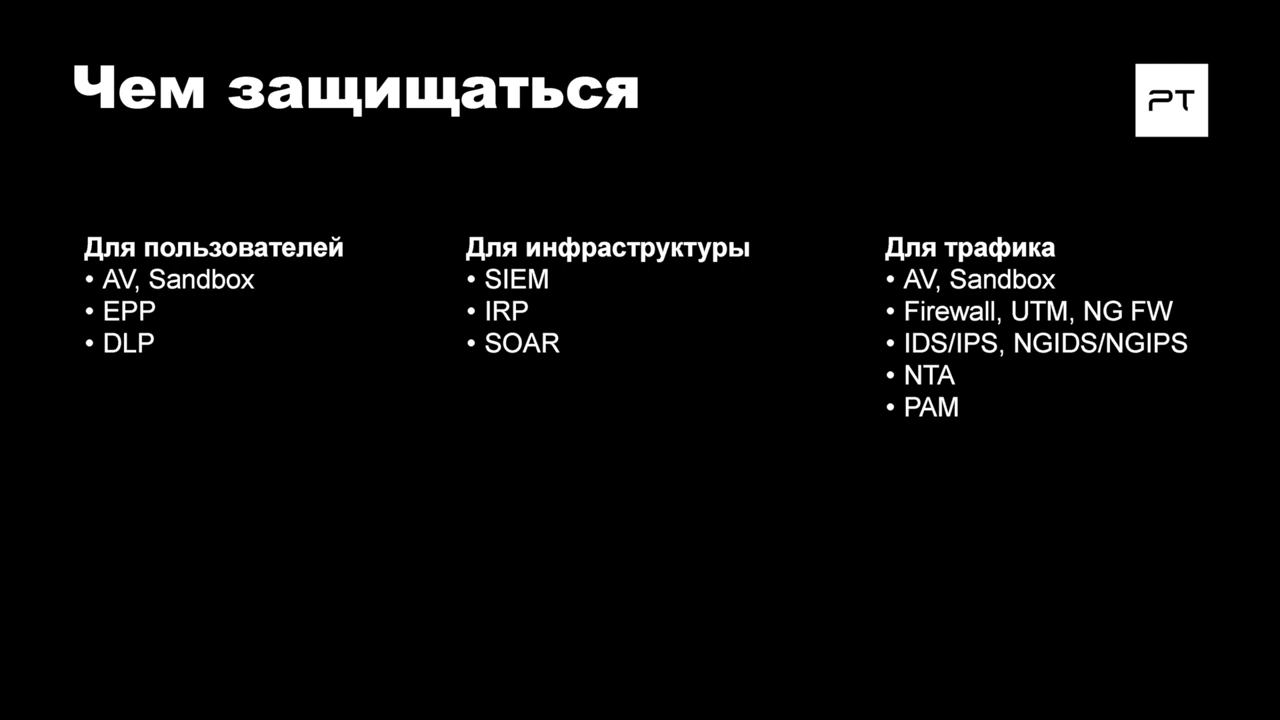 Чем защищаться
PT
Для пользователей
• AV, Sandbox
• EPP
• DLP
Для инфраструктуры
• SIEM
• IRP
• SOAR
Для трафика
• AV, Sandbox
• Firewall, UTM, NG FW
• IDS/IPS, NGIDS/NGIPS
• NTA
• PAM